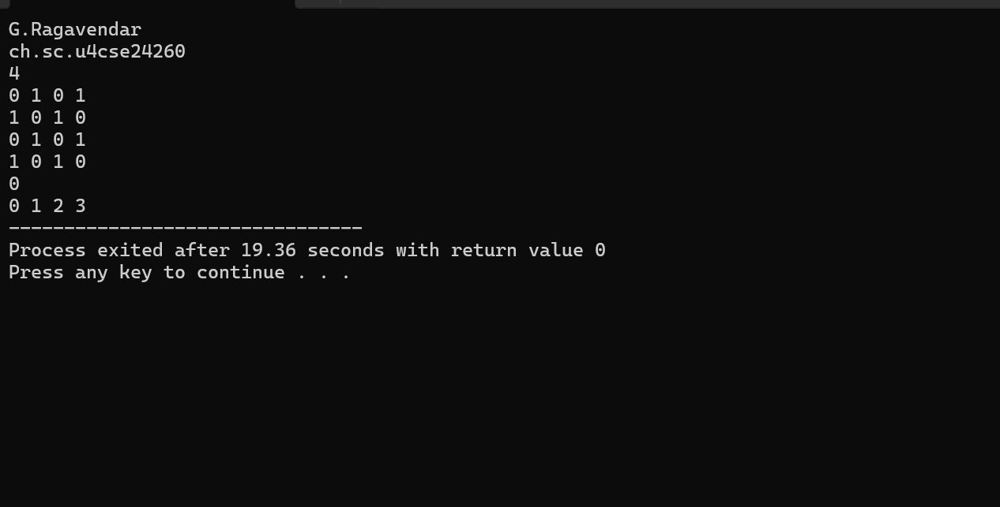 G.Ragavendar
ch.sc.u4cse24260
4
0 1 0 1
1 0 1 0
0 1 0 1
1 0 1 0
0
0 1 2 3
--------------------------------
Process exited after 19.36 seconds with return value 0
Press any key to continue . . .